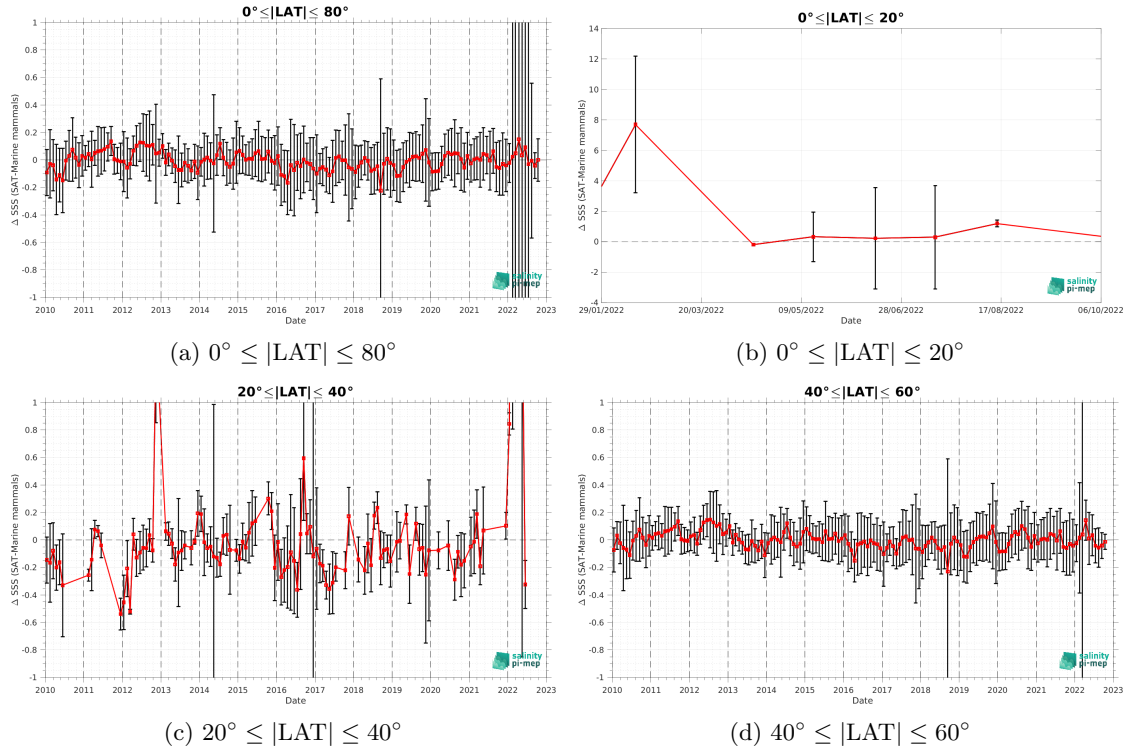 0°≤|LAT|≤ 80°
Δ SSS (SAT-Marine mammals)
1
0.8
0.6
0.4
0.2
0
-0.2
-0.4
-0.6
-0.8
-1
2010 2011 2012 2013 2014 2015 2016 2017 2018 2019 2020 2021 2022 2023
Date
salinity
pi-mep
(a) 0° ≤ |LAT| ≤ 80°
0°≤|LAT|≤ 20°
Δ SSS (SAT-Marine mammals)
14
12
10
8
6
4
2
0
-2
-4
29/01/2022 20/03/2022 09/05/2022 28/06/2022 17/08/2022 06/10/2022
Date
salinity
pi-mep
(b) 0° ≤ |LAT| ≤ 20°
20°≤|LAT|≤ 40°
Δ SSS (SAT-Marine mammals)
1
0.8
0.6
0.4
0.2
0
-0.2
-0.4
-0.6
-0.8
-1
2010 2011 2012 2013 2014 2015 2016 2017 2018 2019 2020 2021 2022 2023
Date
salinity
pi-mep
(c) 20° ≤ |LAT| ≤ 40°
40°≤|LAT|≤ 60°
Δ SSS (SAT-Marine mammals)
1
0.8
0.6
0.4
0.2
0
-0.2
-0.4
-0.6
-0.8
-1
2010 2011 2012 2013 2014 2015 2016 2017 2018 2019 2020 2021 2022 2023
Date
salinity
pi-mep
(d) 40° ≤ |LAT| ≤ 60°